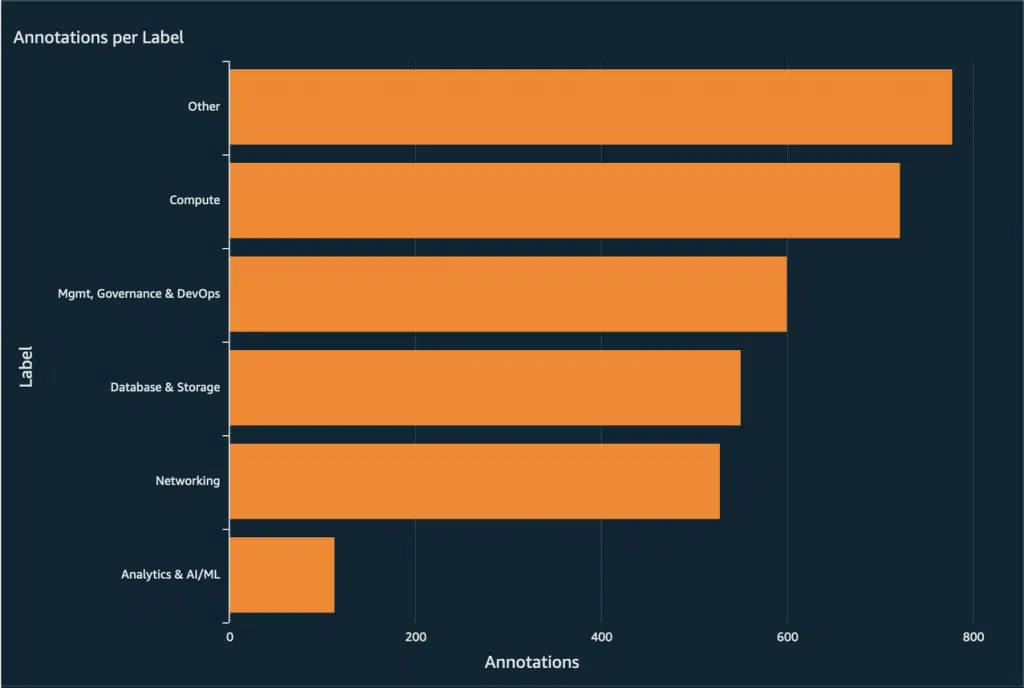 Annotations per Label
Other
Compute
Mgmt, Governance & DevOps
Database & Storage
Networking
Analytics & AI/ML
Label
0 200 400 600 800
Annotations